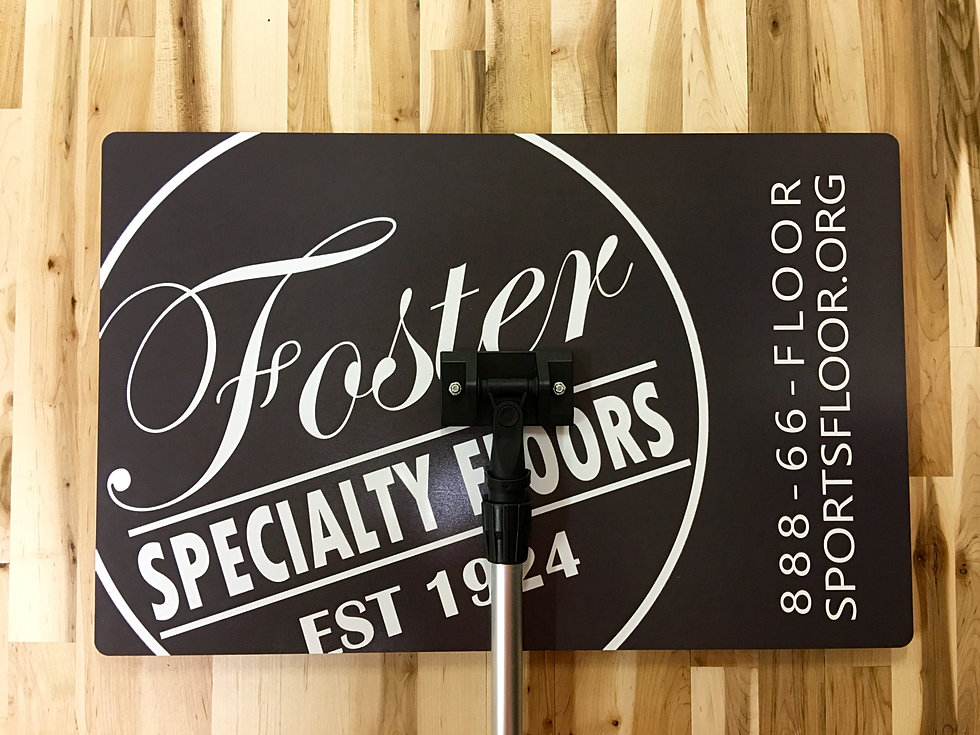 Foster
SPECIALTY FLOORS
EST 1924
888-66-FLOOR
SPORTSFLOOR.ORG